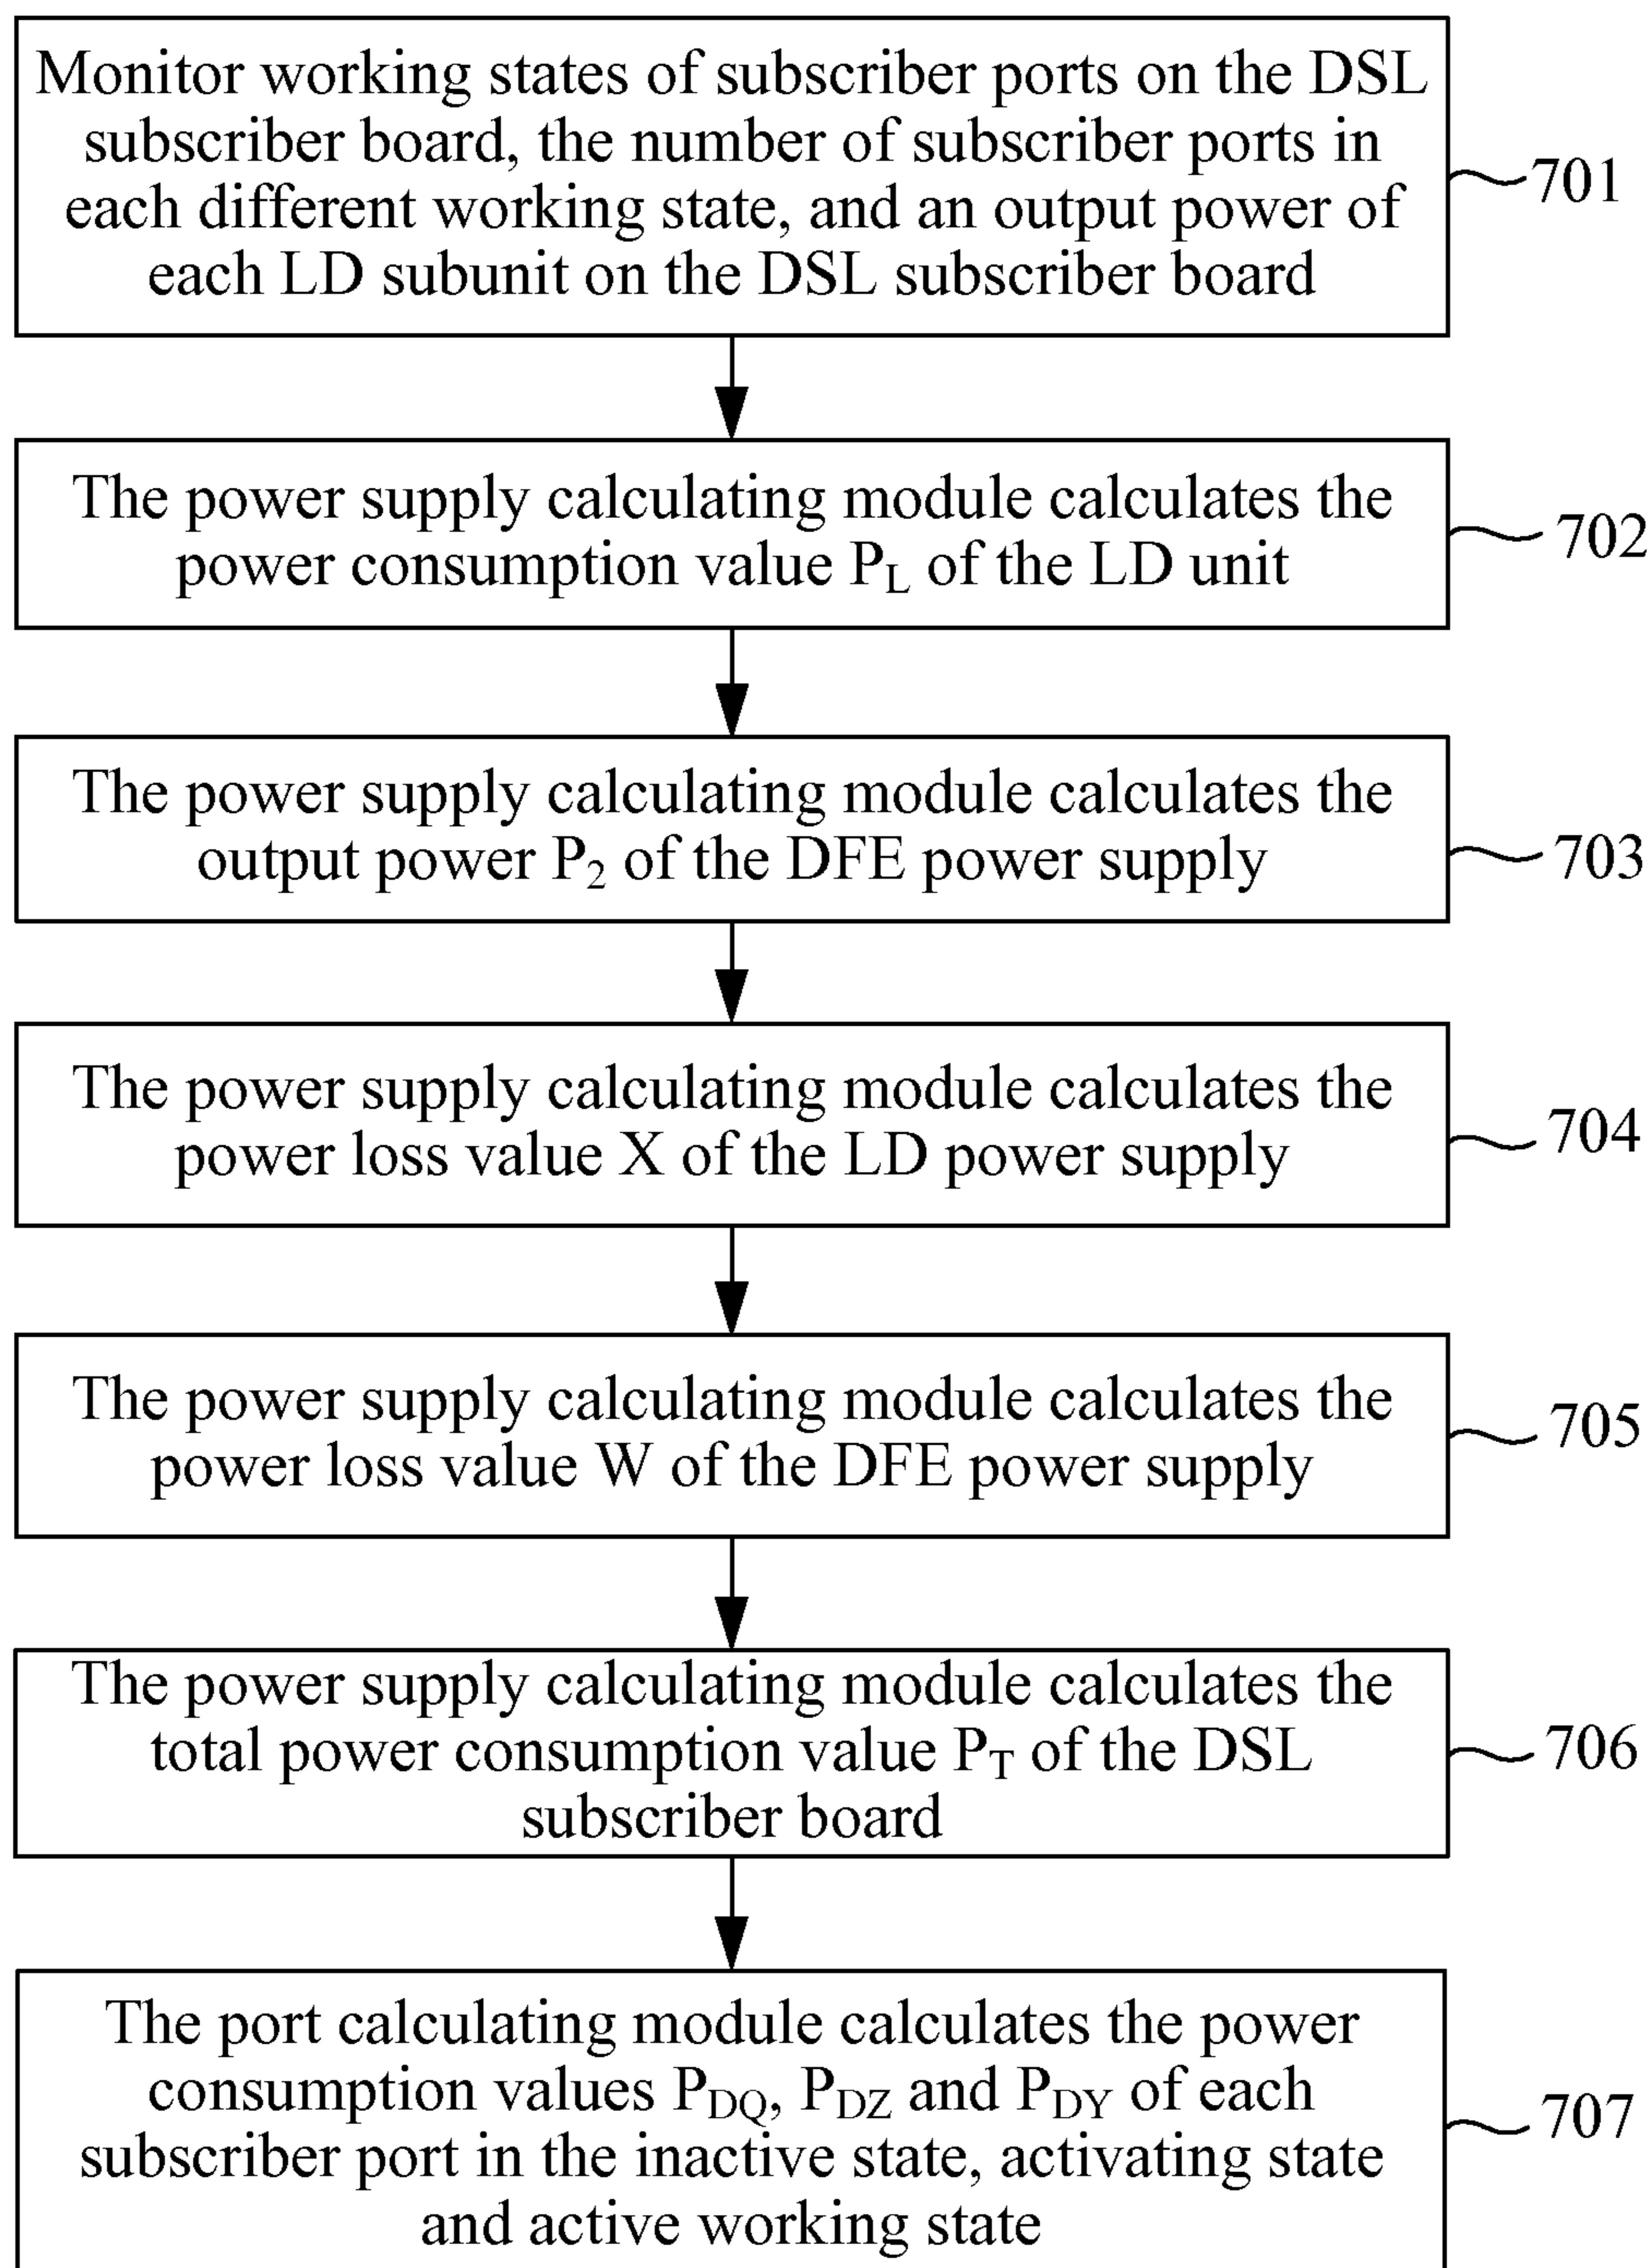 Monitor working states of subscriber ports on the DSL
subscriber board, the number of subscriber ports in
each different working state, and an output power of
each LD subunit on the DSL subscriber board
701
The power supply calculating module calculates the
power consumption value P_L of the LD unit
702
The power supply calculating module calculates the
output power P_2 of the DFE power supply
703
The power supply calculating module calculates the
power loss value X of the LD power supply
704
The power supply calculating module calculates the
power loss value W of the DFE power supply
705
The power supply calculating module calculates the
total power consumption value P_T of the DSL
subscriber board
706
The port calculating module calculates the power
consumption values P_DQ, P_DZ and P_DY of each
subscriber port in the inactive state, activating state
and active working state
707